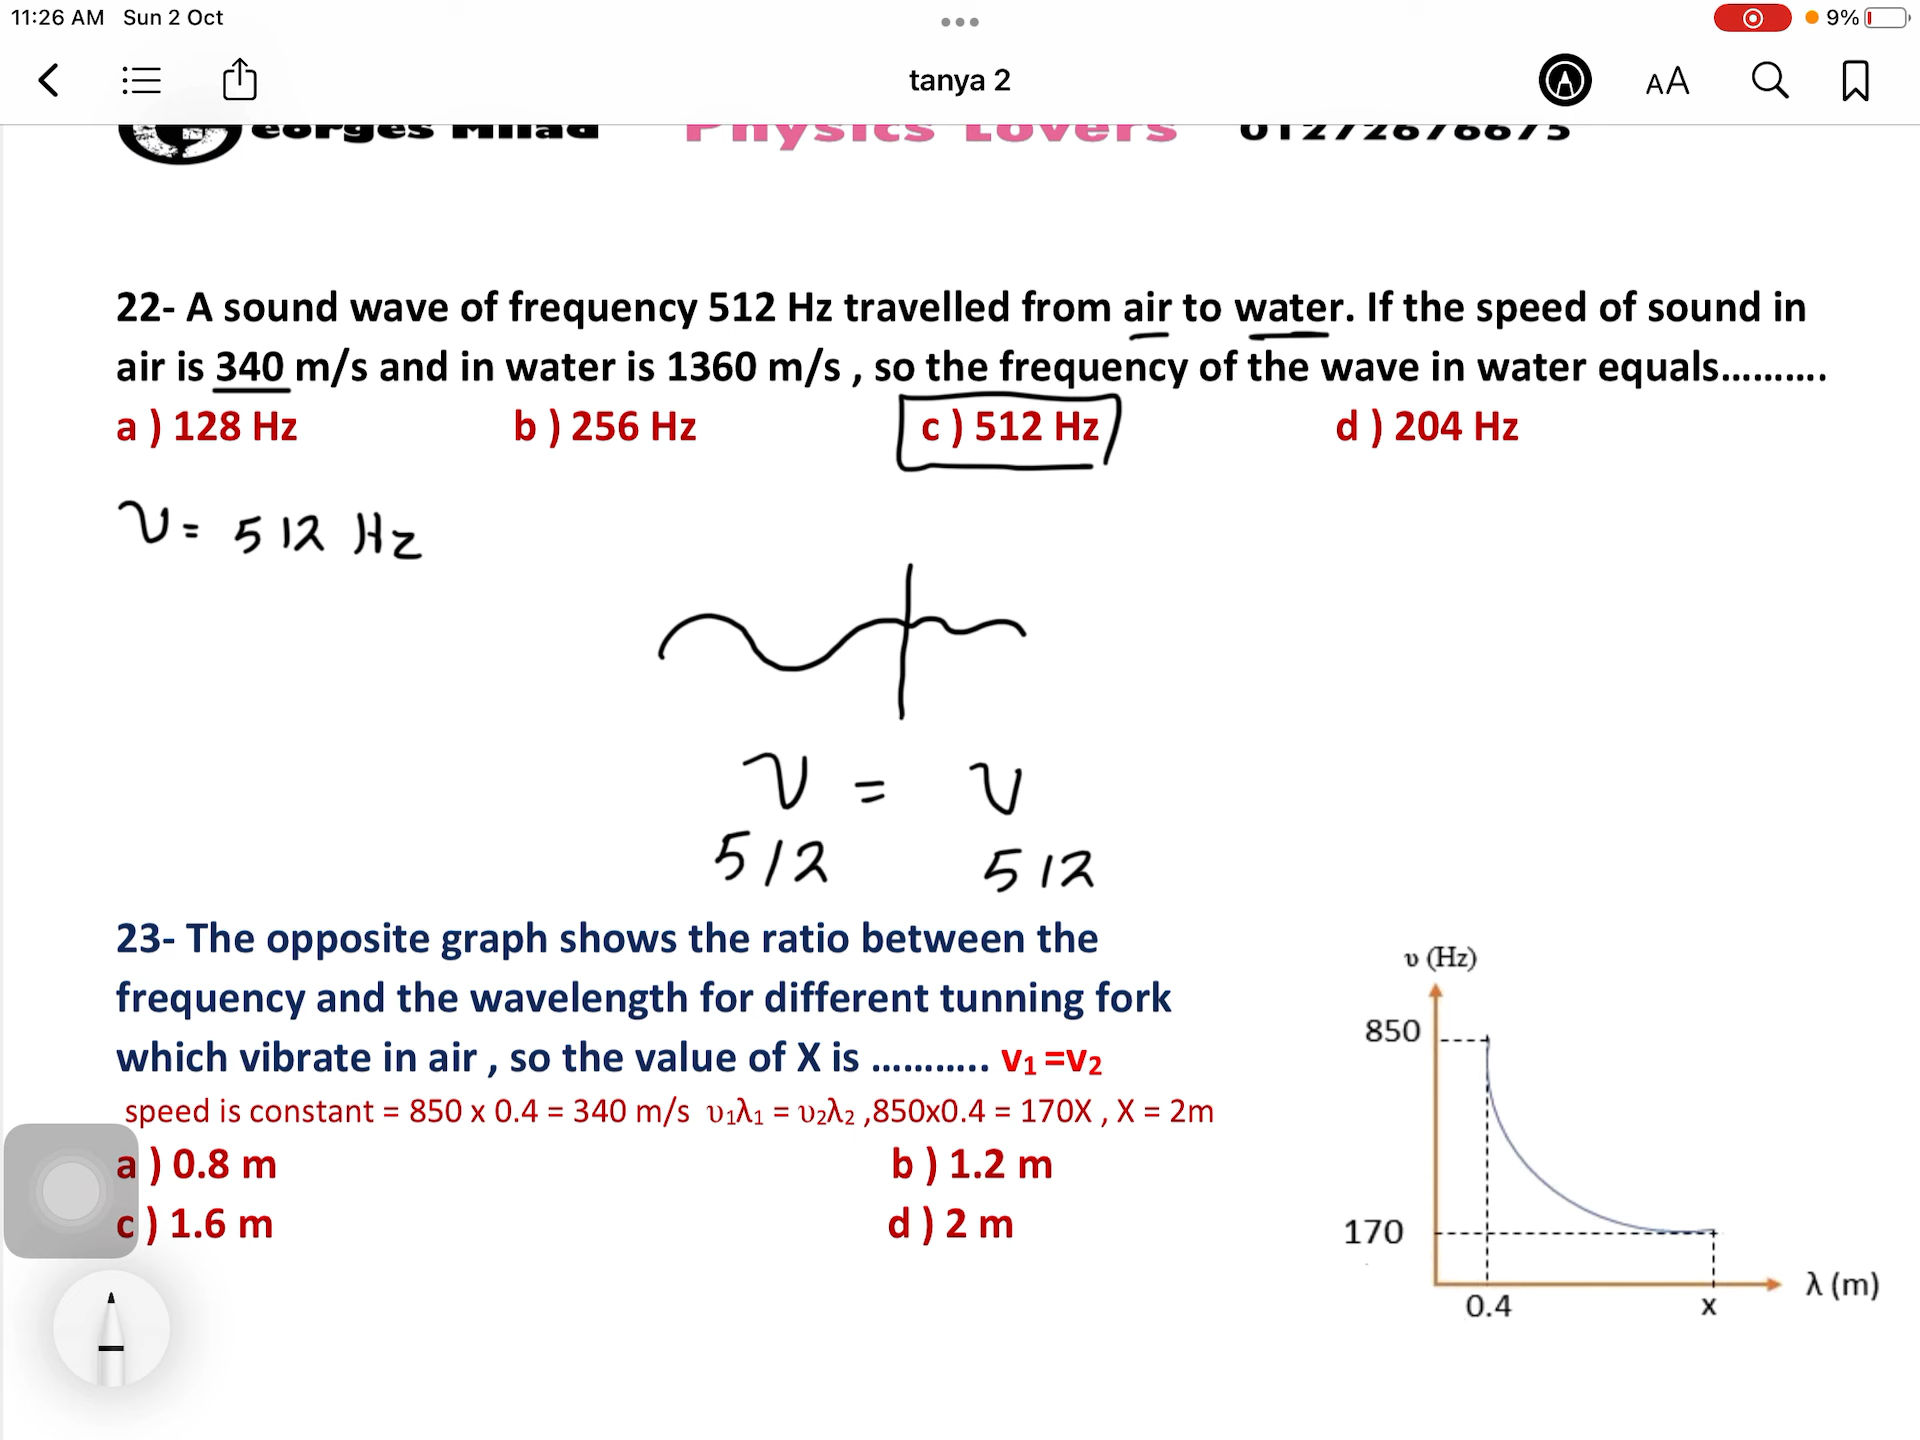 11:26 AM Sun 2 Oct
9%
tanya 2
AA
eorges Milad Physics Lovers 01272676675
22- A sound wave of frequency 512 Hz travelled from air to water. If the speed of sound in
air is 340 m/s and in water is 1360 m/s , so the frequency of the wave in water equals..........
a ) 128 Hz b ) 256 Hz c ) 512 Hz d ) 204 Hz
ν = 512 Hz
ν = ν
512 512
23- The opposite graph shows the ratio between the
frequency and the wavelength for different tunning fork
which vibrate in air , so the value of X is ........... v₁ =v₂
speed is constant = 850 x 0.4 = 340 m/s υ₁λ₁ = υ₂λ₂ ,850x0.4 = 170X , X = 2m
a ) 0.8 m b ) 1.2 m
c ) 1.6 m d ) 2 m
υ (Hz)
850
170
0.4 x λ (m)